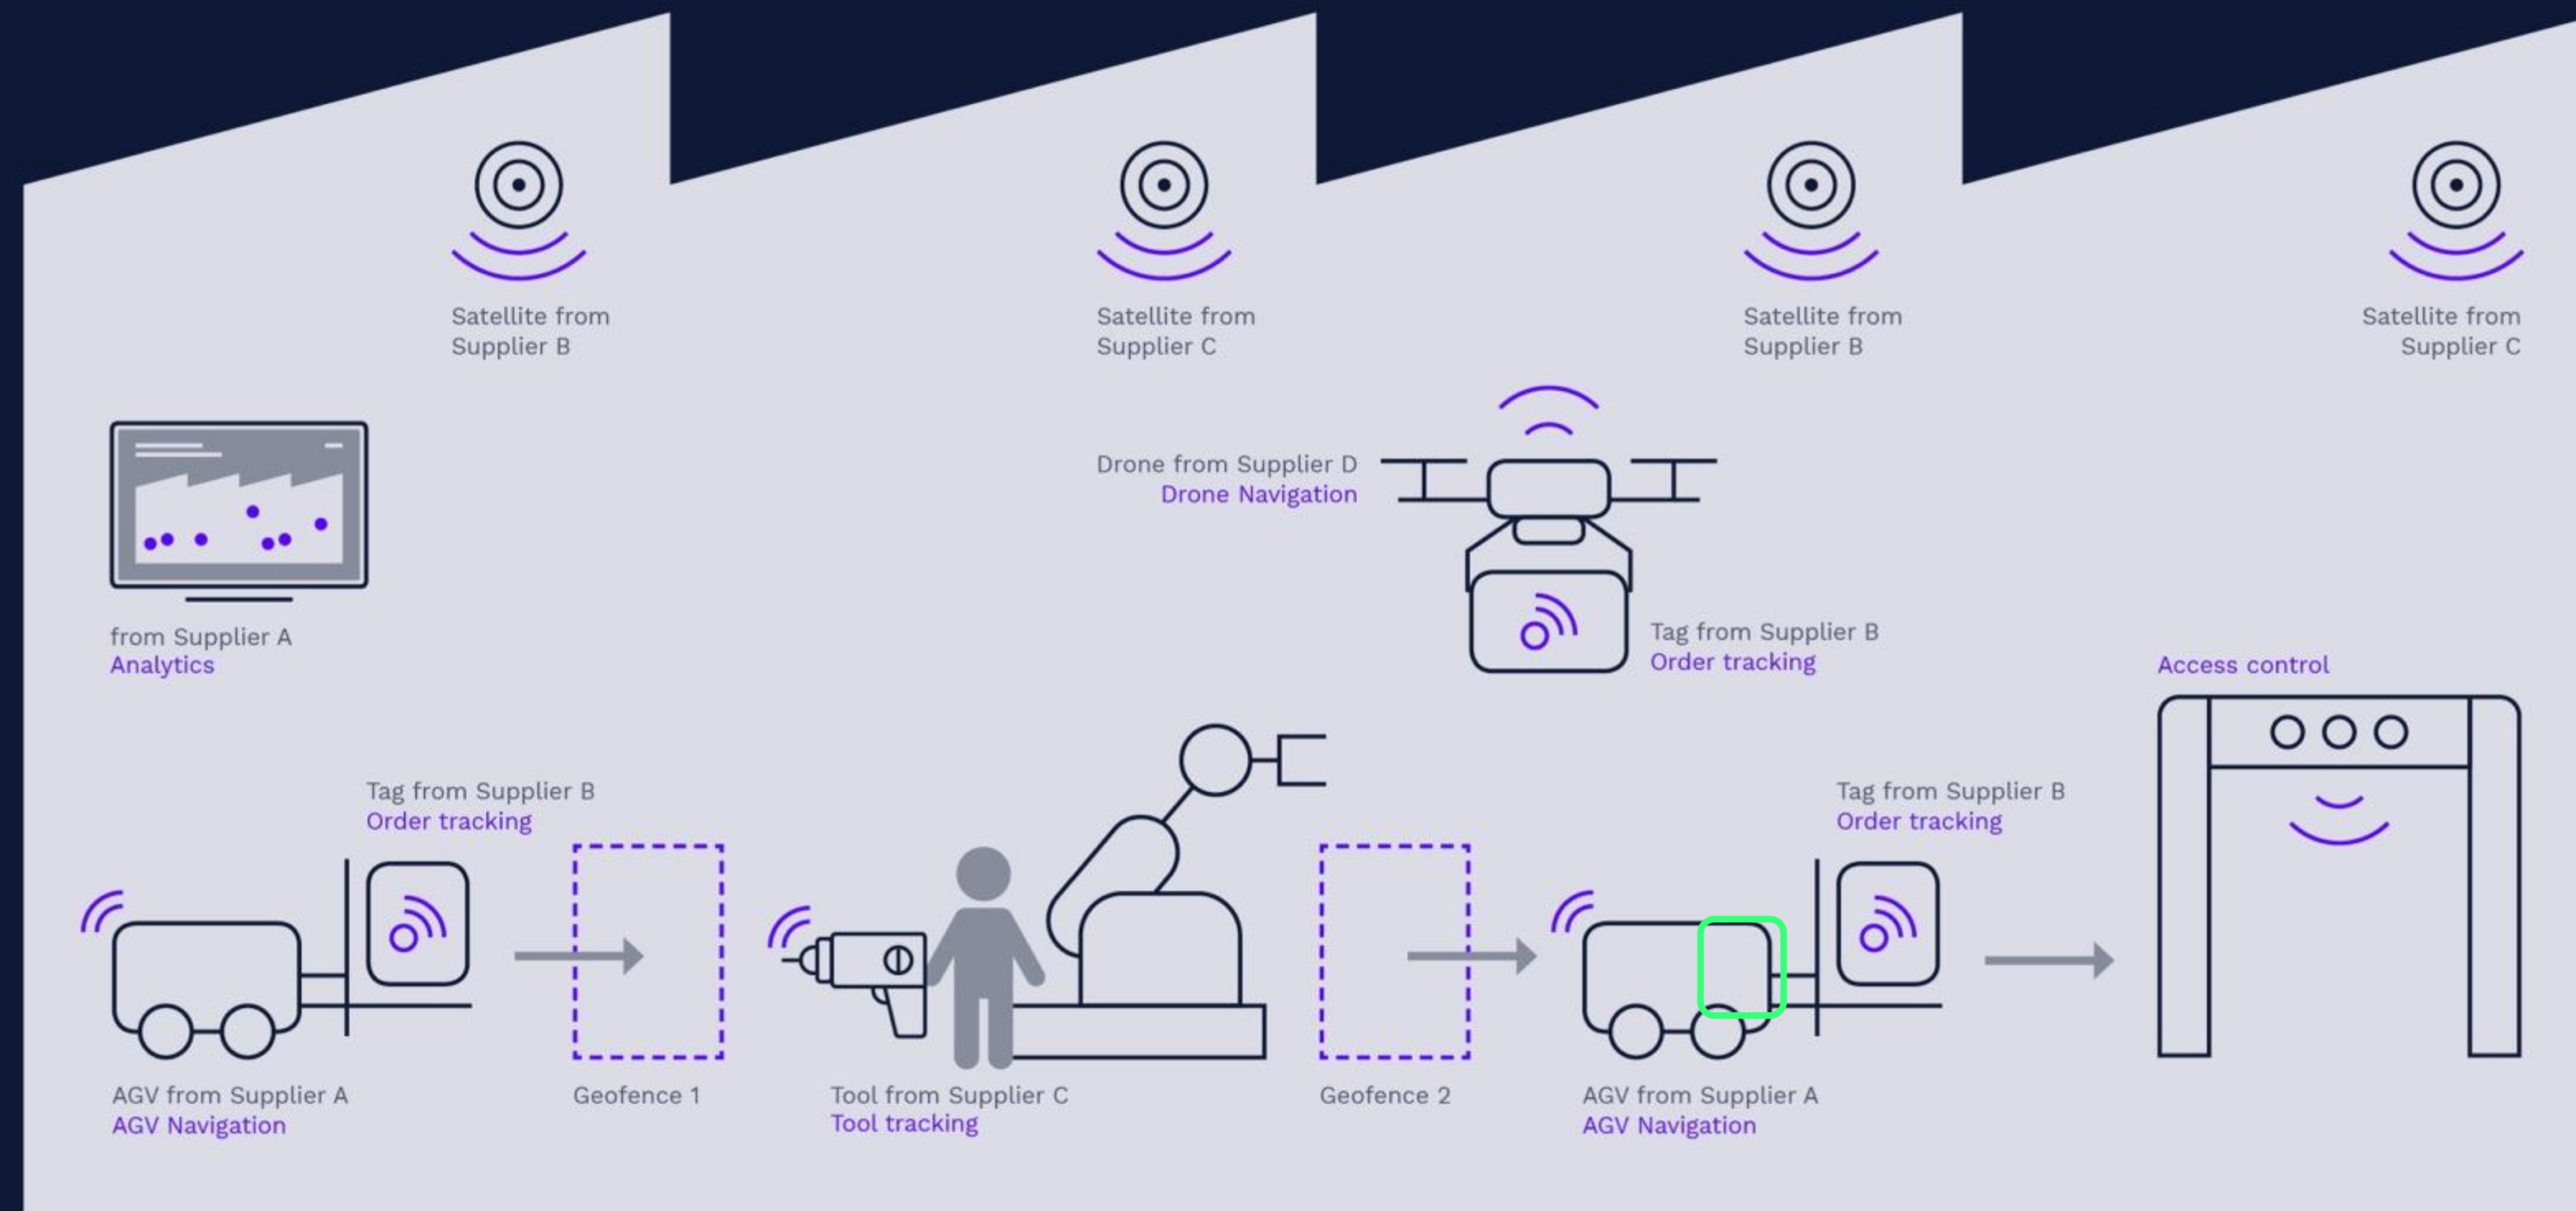 Satellite from
Supplier B
Satellite from
Supplier C
Satellite from
Supplier B
Satellite from
Supplier C
Drone from Supplier D
Drone Navigation
from Supplier A
Analytics
Tag from Supplier B
Order tracking
Access control
Tag from Supplier B
Order tracking
Tag from Supplier B
Order tracking
AGV from Supplier A
AGV Navigation
Geofence 1
Tool from Supplier C
Tool tracking
Geofence 2
AGV from Supplier A
AGV Navigation